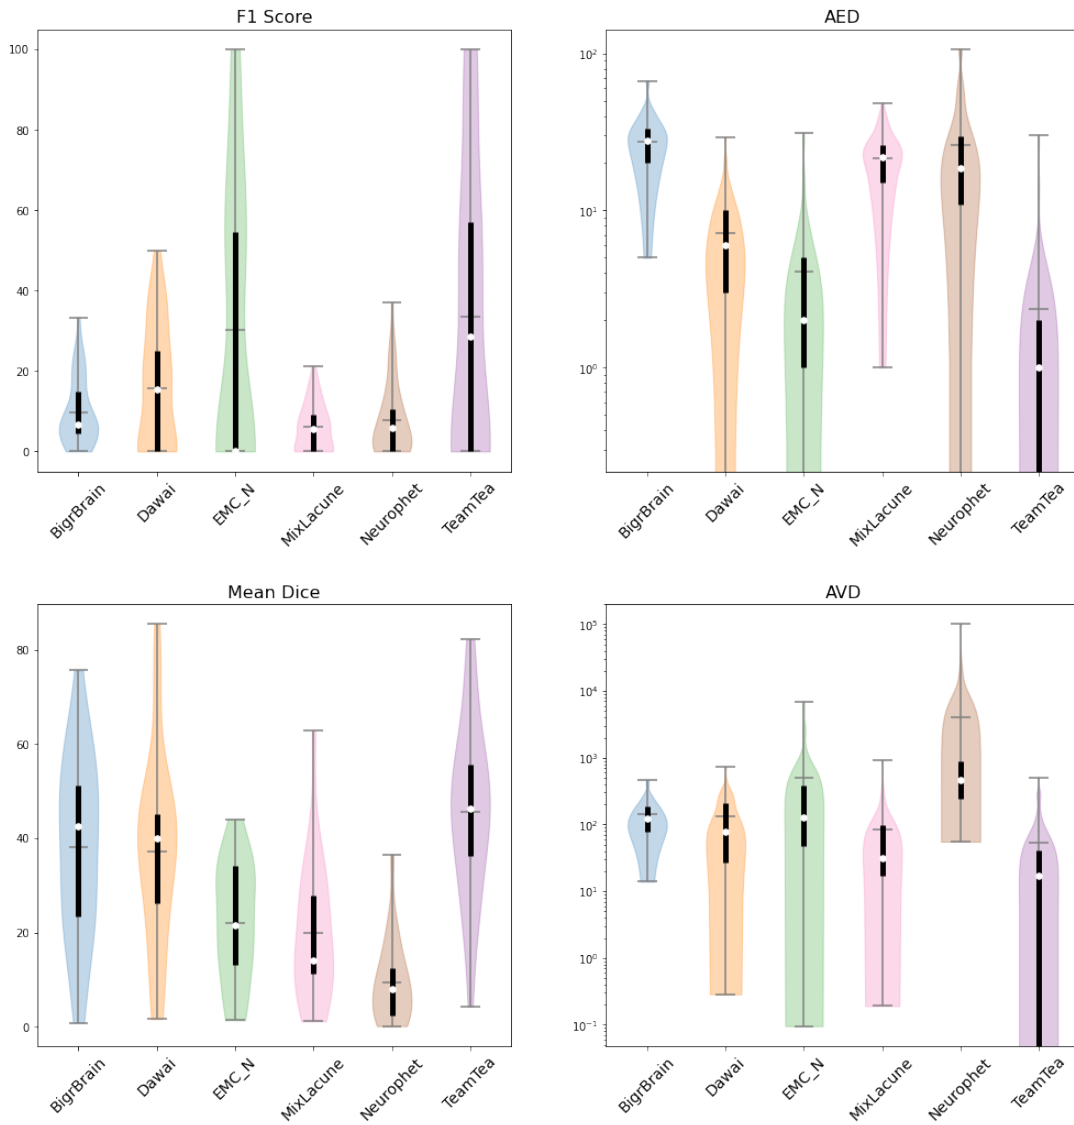 F1 Score
100
80
60
40
20
0
BigrBrain
Dawai
EMC_N
MixLacune
Neurophet
TeamTea
AED
10²
10¹
10⁰
BigrBrain
Dawai
EMC_N
MixLacune
Neurophet
TeamTea
Mean Dice
80
60
40
20
0
BigrBrain
Dawai
EMC_N
MixLacune
Neurophet
TeamTea
AVD
10⁵
10⁴
10³
10²
10¹
10⁰
10⁻¹
BigrBrain
Dawai
EMC_N
MixLacune
Neurophet
TeamTea